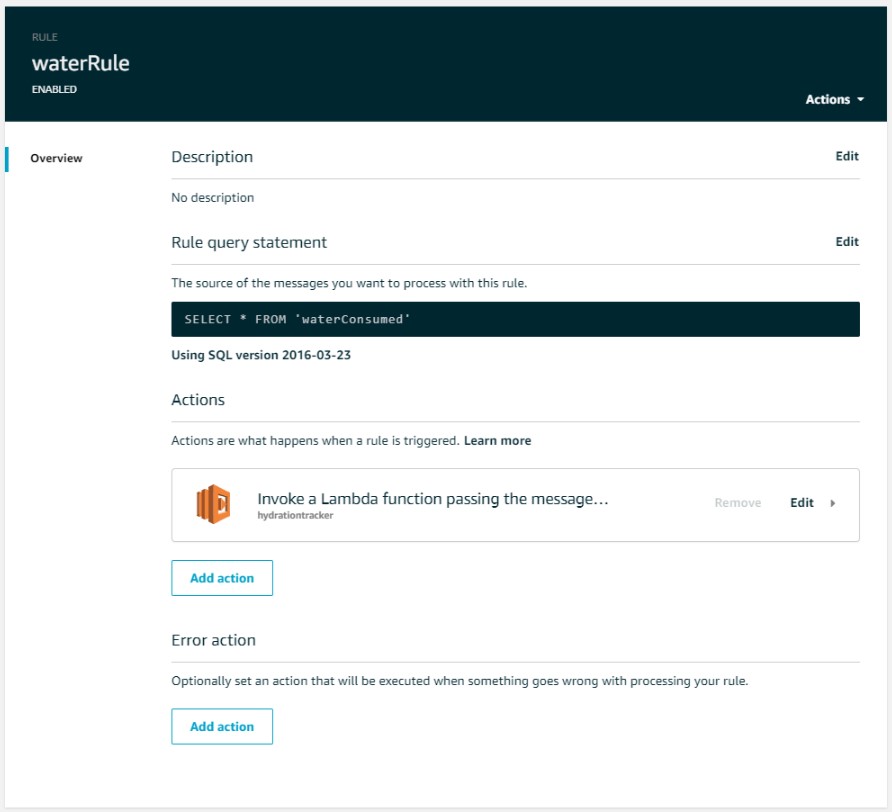 RULE
waterRule
ENABLED
Actions
Overview
Description
Edit
No description
Rule query statement
Edit
The source of the messages you want to process with this rule.
SELECT * FROM 'waterConsumed'
Using SQL version 2016-03-23
Actions
Actions are what happens when a rule is triggered. Learn more
Invoke a Lambda function passing the message...
hydrationtracker
Remove
Edit
Add action
Error action
Optionally set an action that will be executed when something goes wrong with processing your rule.
Add action